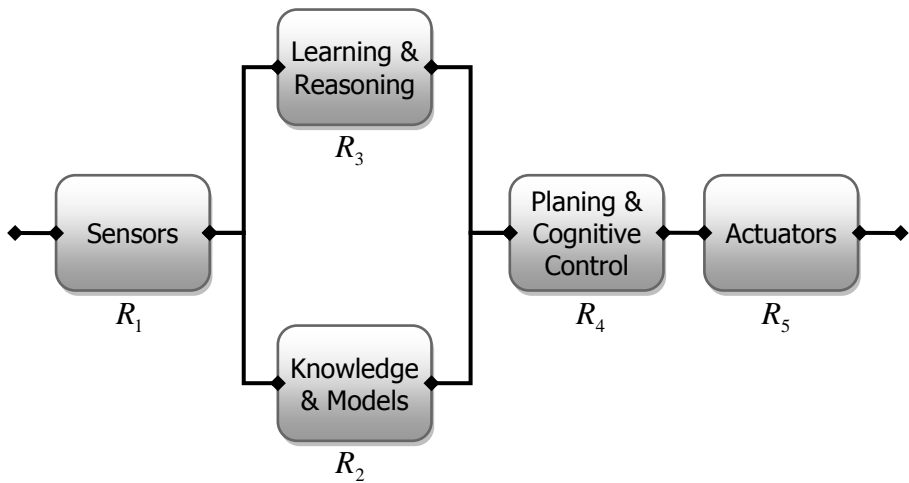 Learning &
Reasoning
R₃
Sensors
R₁
Planing &
Cognitive
Control
R₄
Actuators
R₅
Knowledge
& Models
R₂